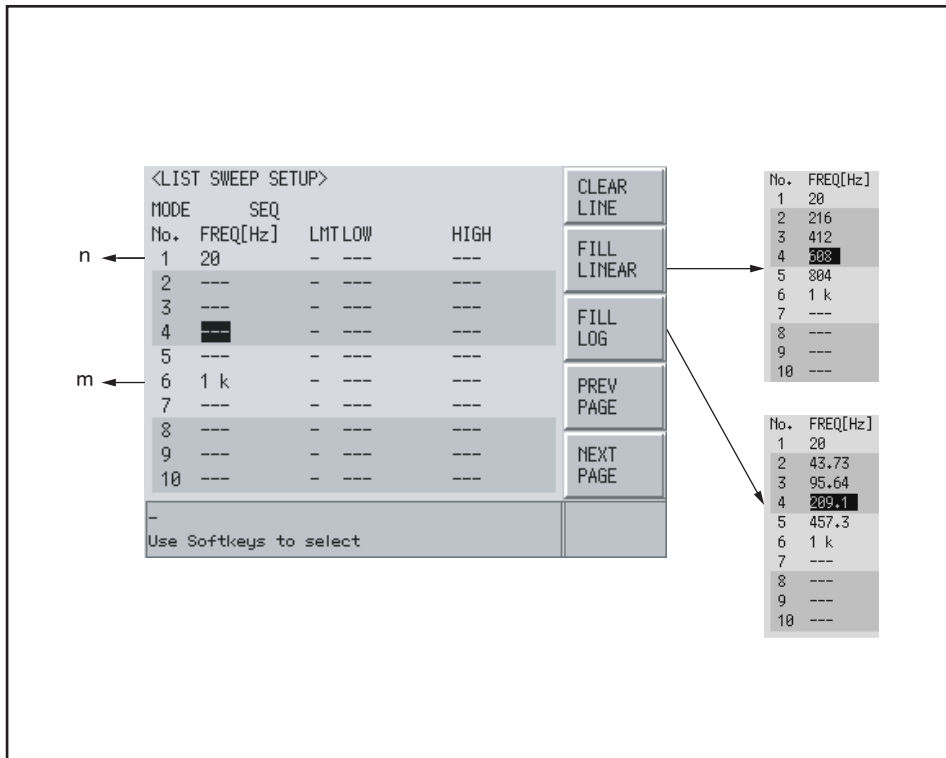 <LIST SWEEP SETUP>
MODE SEQ
No. FREQ[Hz] LMT LOW HIGH
n 1 20 - --- ---
2 --- - --- ---
3 --- - --- ---
4 --- - --- ---
5 --- - --- ---
m 6 1 k - --- ---
7 --- - --- ---
8 --- - --- ---
9 --- - --- ---
10 --- - --- ---
-
Use Softkeys to select
CLEAR
LINE
FILL
LINEAR
FILL
LOG
PREV
PAGE
NEXT
PAGE
No. FREQ[Hz]
1 20
2 216
3 412
4 608
5 804
6 1 k
7 ---
8 ---
9 ---
10 ---
No. FREQ[Hz]
1 20
2 43.73
3 95.64
4 209.1
5 457.3
6 1 k
7 ---
8 ---
9 ---
10 ---